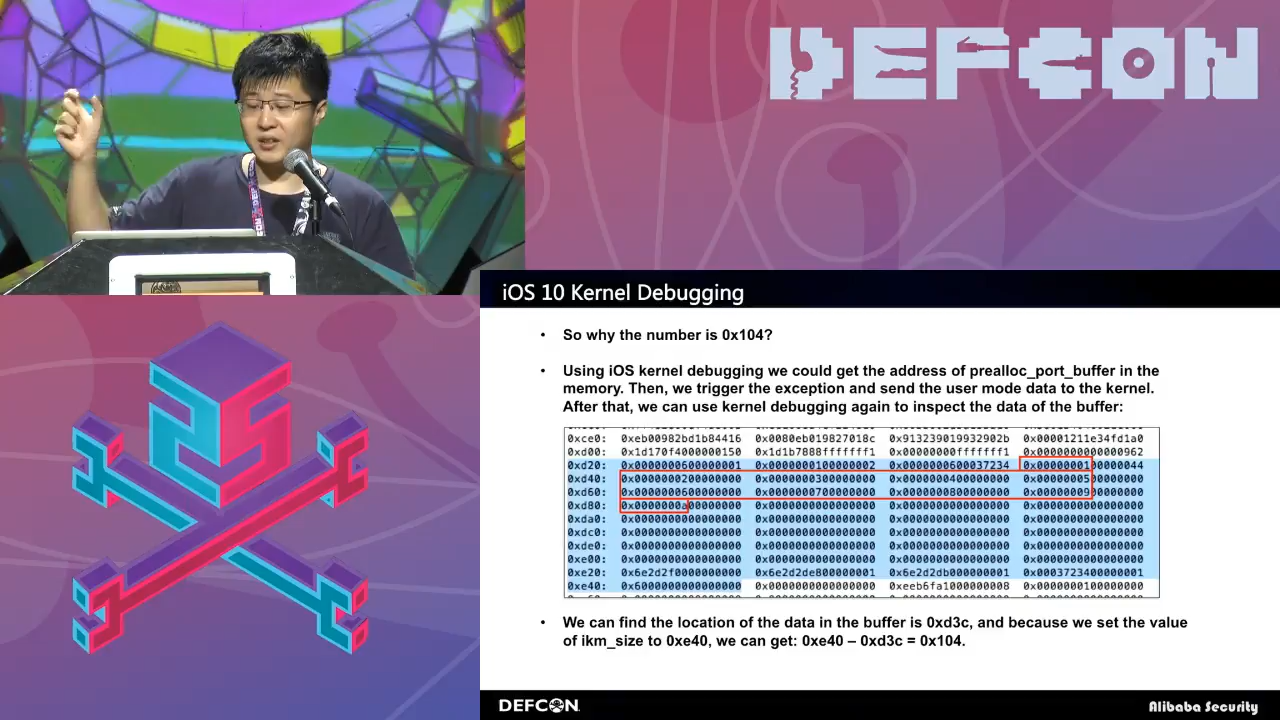 DEFCON
iOS 10 Kernel Debugging
• So why the number is 0x104?
• Using iOS kernel debugging we could get the address of prealloc_port_buffer in the
memory. Then, we trigger the exception and send the user mode data to the kernel.
After that, we can use kernel debugging again to inspect the data of the buffer:
0xce0: 0xeb00982bd1b84416 0x0080eb019827018c 0x913239019932902b 0x00001211e34fd1a0
0xd00: 0x1d170f4000000150 0x1d1b7888fffffff1 0x00000000fffffff1 0x0000000000000962
0xd20: 0x0000000600000001 0x0000000100000002 0x0000000600037234 0x0000000100000044
0xd40: 0x0000000200000000 0x0000000300000000 0x0000000400000000 0x0000000500000000
0xd60: 0x0000000600000000 0x0000000700000000 0x0000000800000000 0x0000000900000000
0xd80: 0x0000000a00000000 0x0000000000000000 0x0000000000000000 0x0000000000000000
0xda0: 0x0000000000000000 0x0000000000000000 0x0000000000000000 0x0000000000000000
0xdc0: 0x0000000000000000 0x0000000000000000 0x0000000000000000 0x0000000000000000
0xde0: 0x0000000000000000 0x0000000000000000 0x0000000000000000 0x0000000000000000
0xe00: 0x0000000000000000 0x0000000000000000 0x0000000000000000 0x0000000000000000
0xe20: 0x6e2d2f0000000000 0x6e2d2de800000001 0x6e2d2db000000001 0x0003723400000001
0xe40: 0x6000000000000000 0x0000000000000000 0xeeb6fa1000000008 0x0000000100000000
• We can find the location of the data in the buffer is 0xd3c, and because we set the value
of ikm_size to 0xe40, we can get: 0xe40 – 0xd3c = 0x104.
DEFCON
Alibaba Security